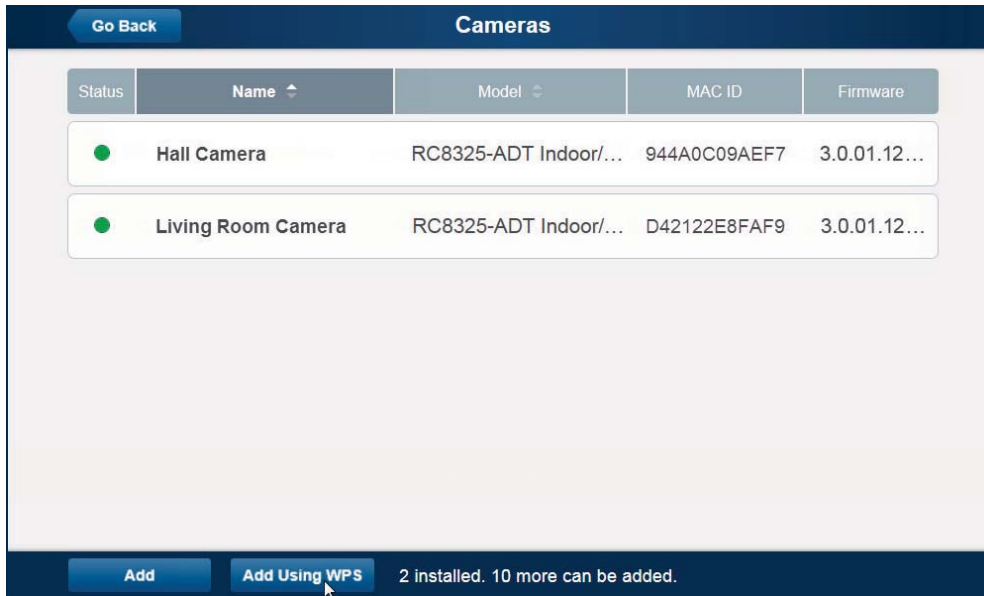 Go Back Cameras
Status Name Model MAC ID Firmware
Hall Camera RC8325-ADT Indoor/... 944A0C09AEF7 3.0.01.12...
Living Room Camera RC8325-ADT Indoor/... D42122E8FAF9 3.0.01.12...
Add Add Using WPS 2 installed. 10 more can be added.